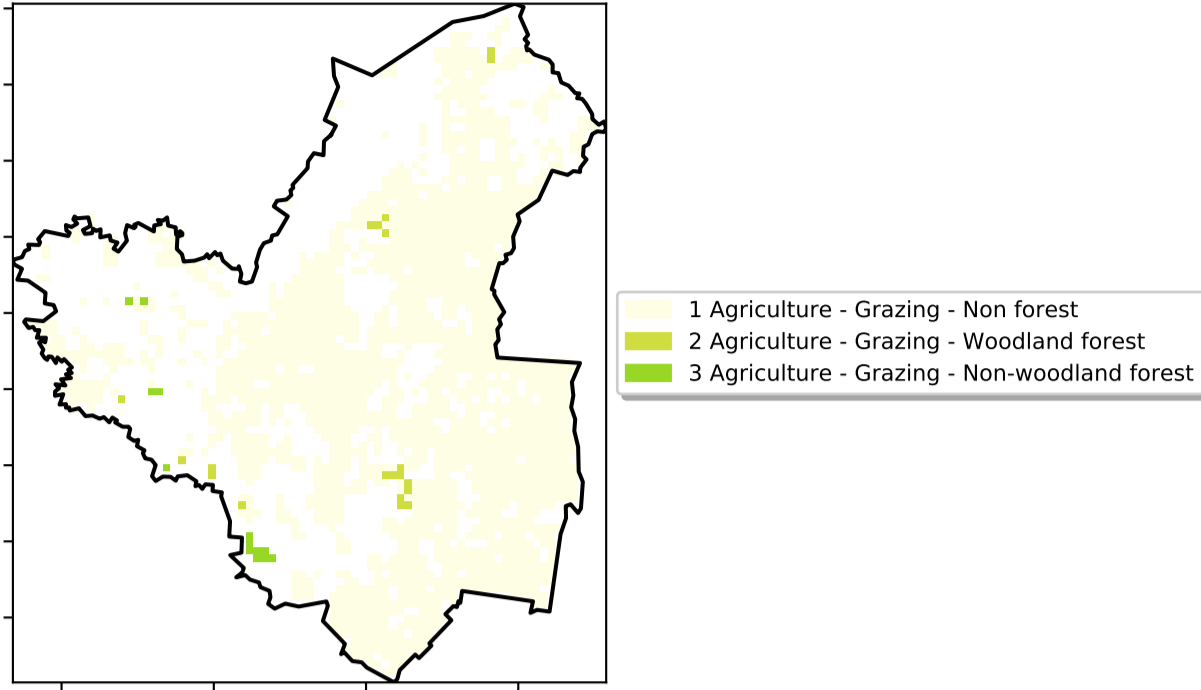 1 Agriculture - Grazing - Non forest
2 Agriculture - Grazing - Woodland forest
3 Agriculture - Grazing - Non-woodland forest